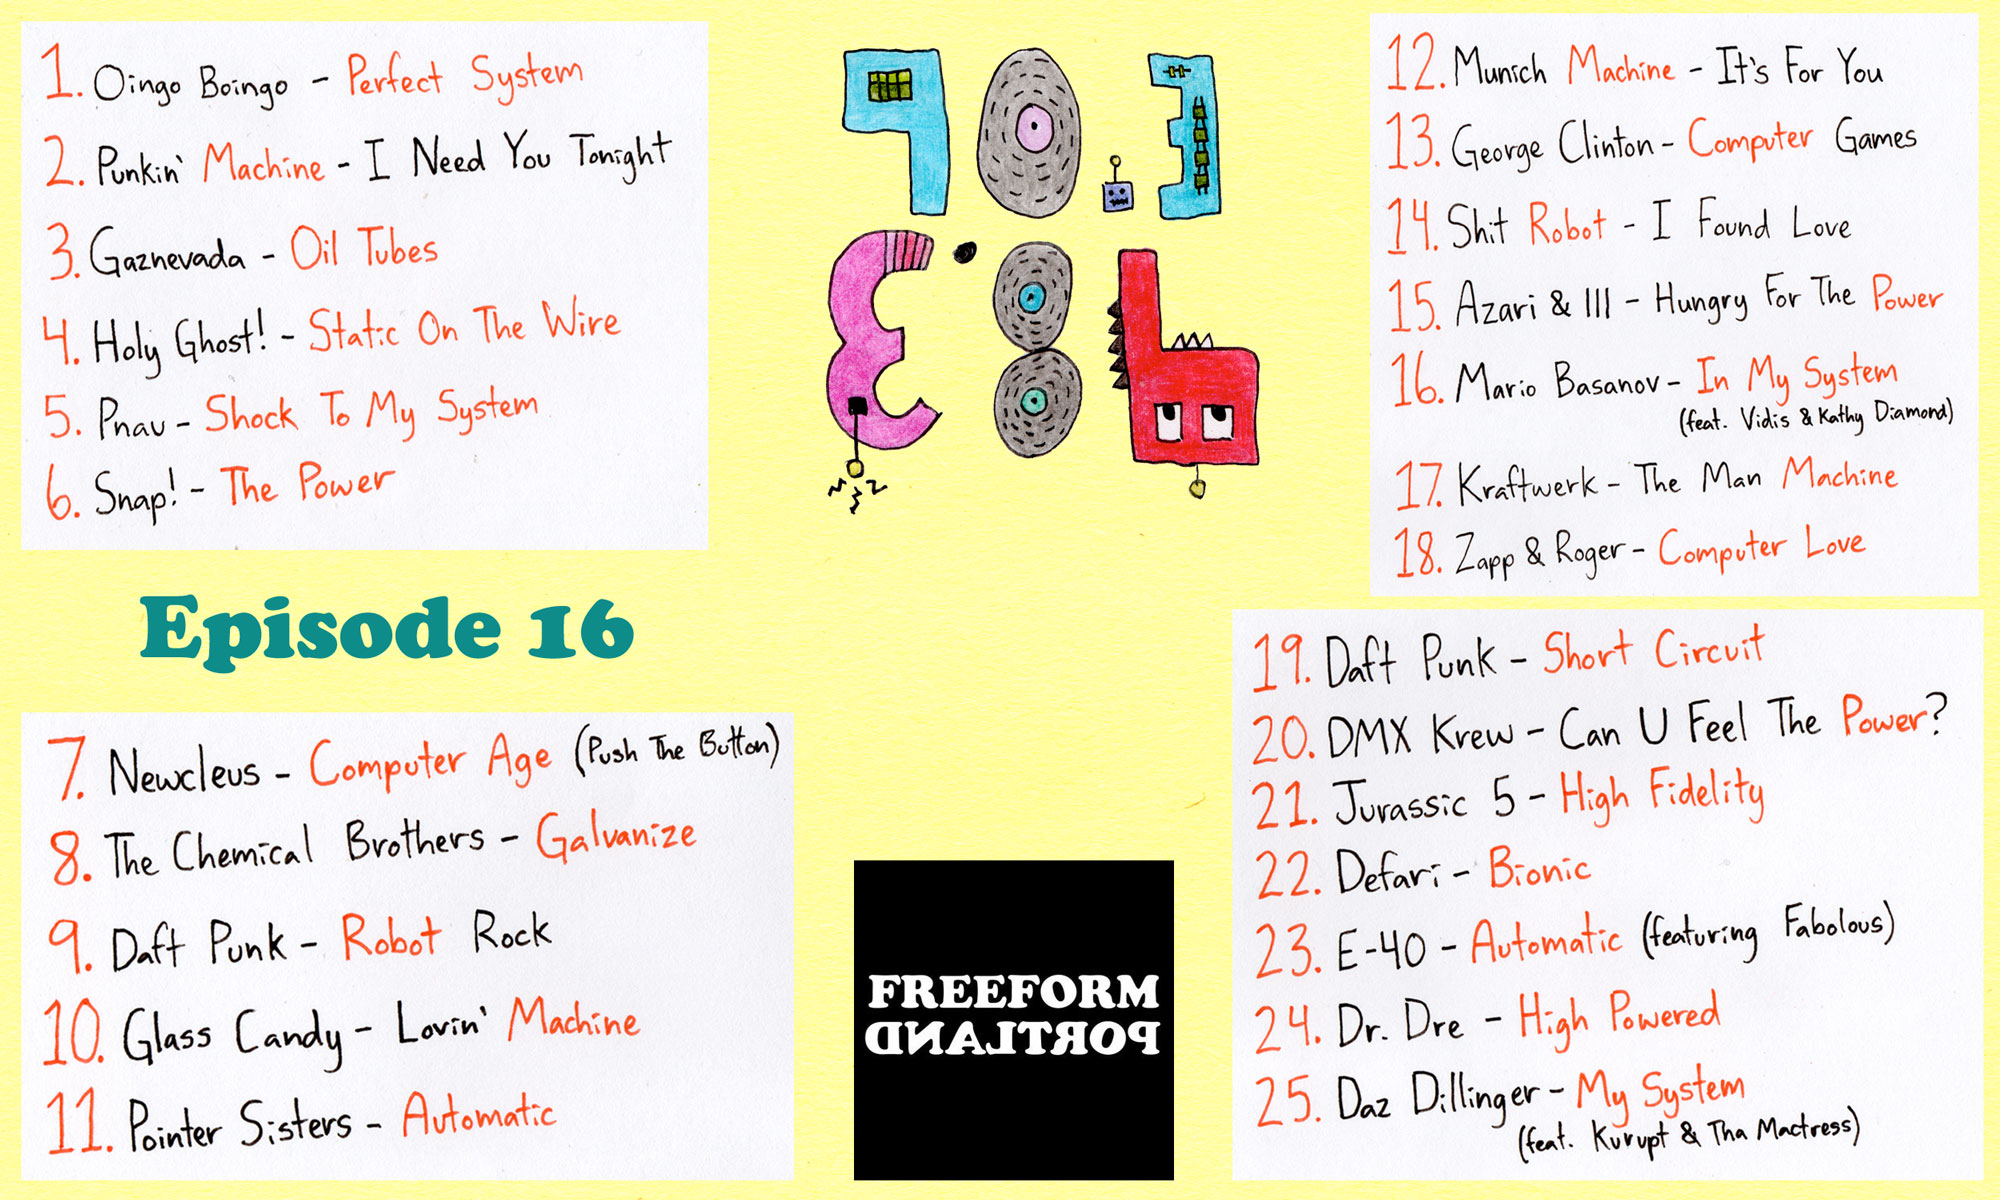 1. Oingo Boingo - Perfect System
2. Punkin' Machine - I Need You Tonight
3. Gaznevada - Oil Tubes
4. Holy Ghost! - Static On The Wire
5. Pnau - Shock To My System
6. Snap! - The Power
Episode 16
7. Newcleus - Computer Age (Push The Button)
8. The Chemical Brothers - Galvanize
9. Daft Punk - Robot Rock
10. Glass Candy - Lovin' Machine
11. Pointer Sisters - Automatic
90.3
98.3
FREEFORM
PORTLAND
12. Munich Machine - It's For You
13. George Clinton - Computer Games
14. Shit Robot - I Found Love
15. Azari & III - Hungry For The Power
16. Mario Basanov - In My System
(feat. Vidis & Kathy Diamond)
17. Kraftwerk - The Man Machine
18. Zapp & Roger - Computer Love
19. Daft Punk - Short Circuit
20. DMX Krew - Can U Feel The Power?
21. Jurassic 5 - High Fidelity
22. Defari - Bionic
23. E-40 - Automatic (featuring Fabolous)
24. Dr. Dre - High Powered
25. Daz Dillinger - My System
(feat. Kurupt & Tha Mactress)